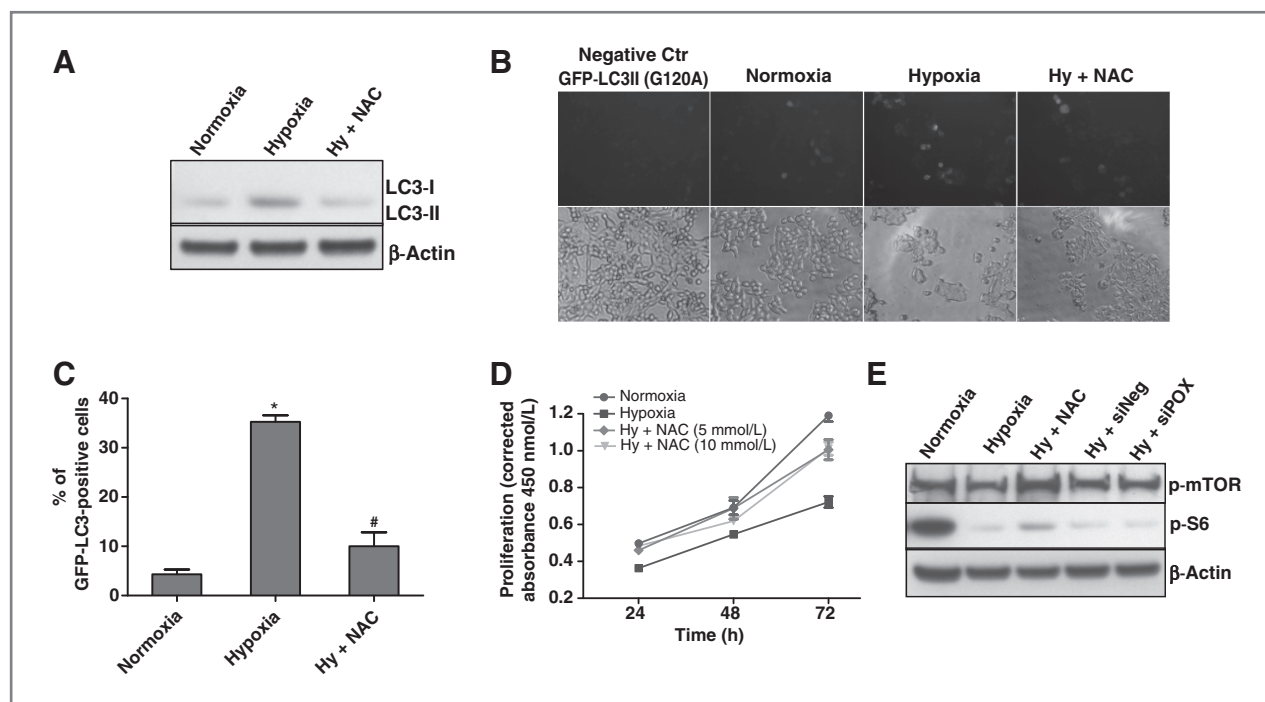 A
Normoxia
Hypoxia
Hy + NAC
LC3-I
LC3-II
β-Actin
B
Negative Ctr
GFP-LC3II (G120A)
Normoxia
Hypoxia
Hy + NAC
C
% of
GFP-LC3-positive cells
40
30
20
10
0
*
#
Normoxia
Hypoxia
Hy + NAC
D
Normoxia
Hypoxia
Hy + NAC (5 mmol/L)
Hy + NAC (10 mmol/L)
Proliferation (corrected
absorbance 450 nmol/L)
1.2
1.0
0.8
0.6
0.4
0.2
24
48
72
Time (h)
E
Normoxia
Hypoxia
Hy + NAC
Hy + siNeg
Hy + siPOX
p-mTOR
p-S6
β-Actin